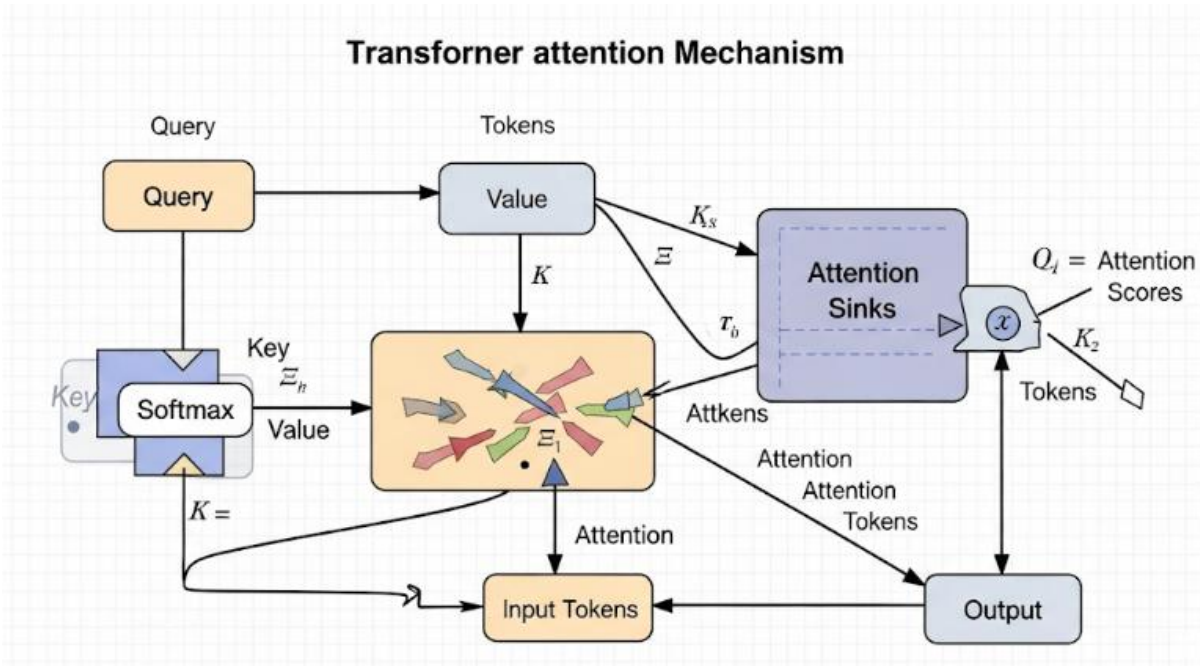 Transforner attention Mechanism
Query
Tokens
Query
Value
K
Ks
Ξ
τb
Attention
Sinks
x
Qi = Attention
Scores
K2
Tokens
Key
Softmax
Key
Ξh
Value
Ξ1
Attkens
K =
Attention
Attention
Attention
Tokens
Input Tokens
Output